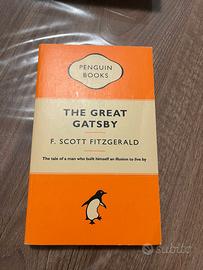 PENGUIN
BOOKS
THE GREAT
GATSBY
F. SCOTT FITZGERALD
The tale of a man who built himself an illusion to live by
subito